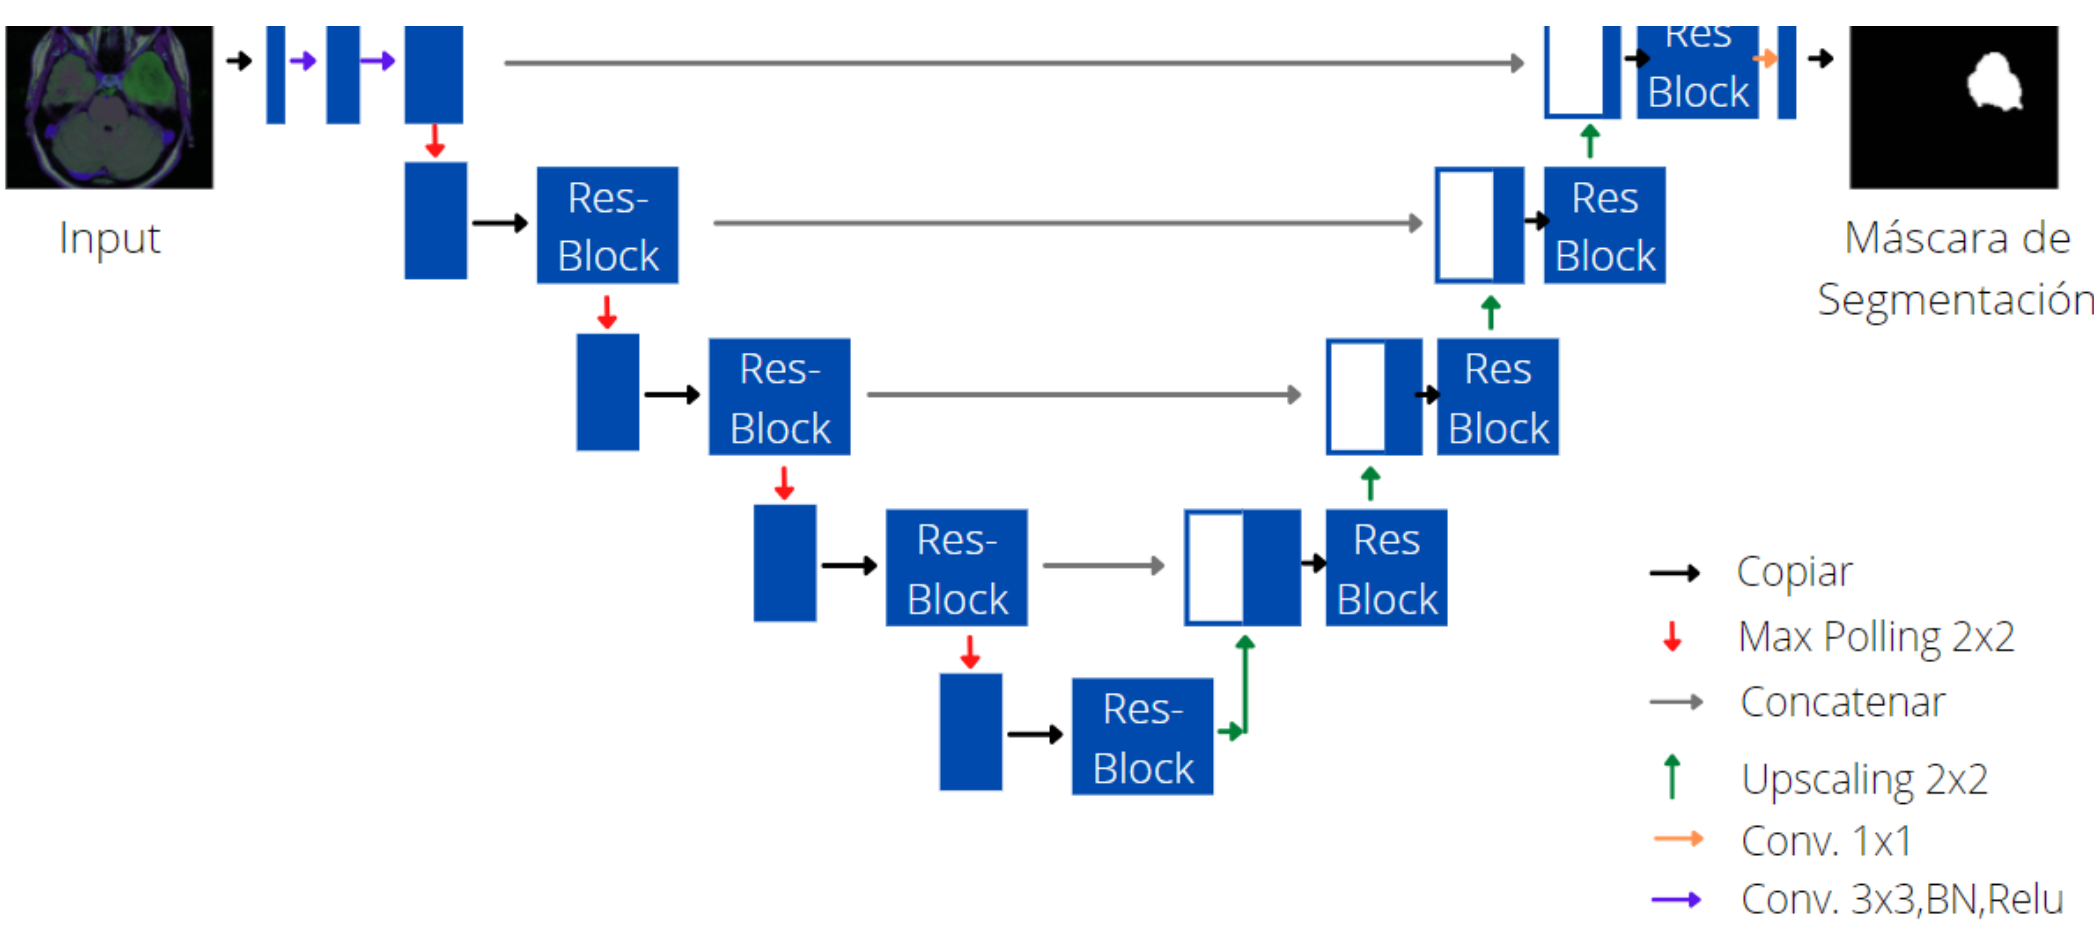 Res
Block
Input
Res-
Block
Res
Block
Máscara de
Segmentación
Res-
Block
Res
Block
Res-
Block
Res
Block
Res-
Block
Copiar
Max Polling 2x2
Concatenar
Upscaling 2x2
Conv. 1x1
Conv. 3x3,BN,Relu